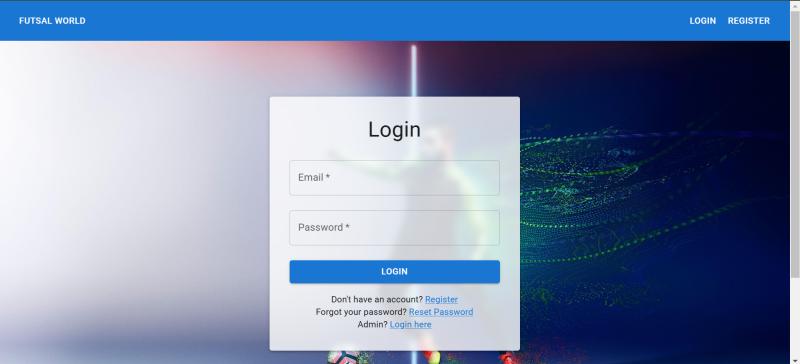 FUTSAL WORLD
LOGIN REGISTER
Login
Email *
Password *
LOGIN
Don't have an account? Register
Forgot your password? Reset Password
Admin? Login here